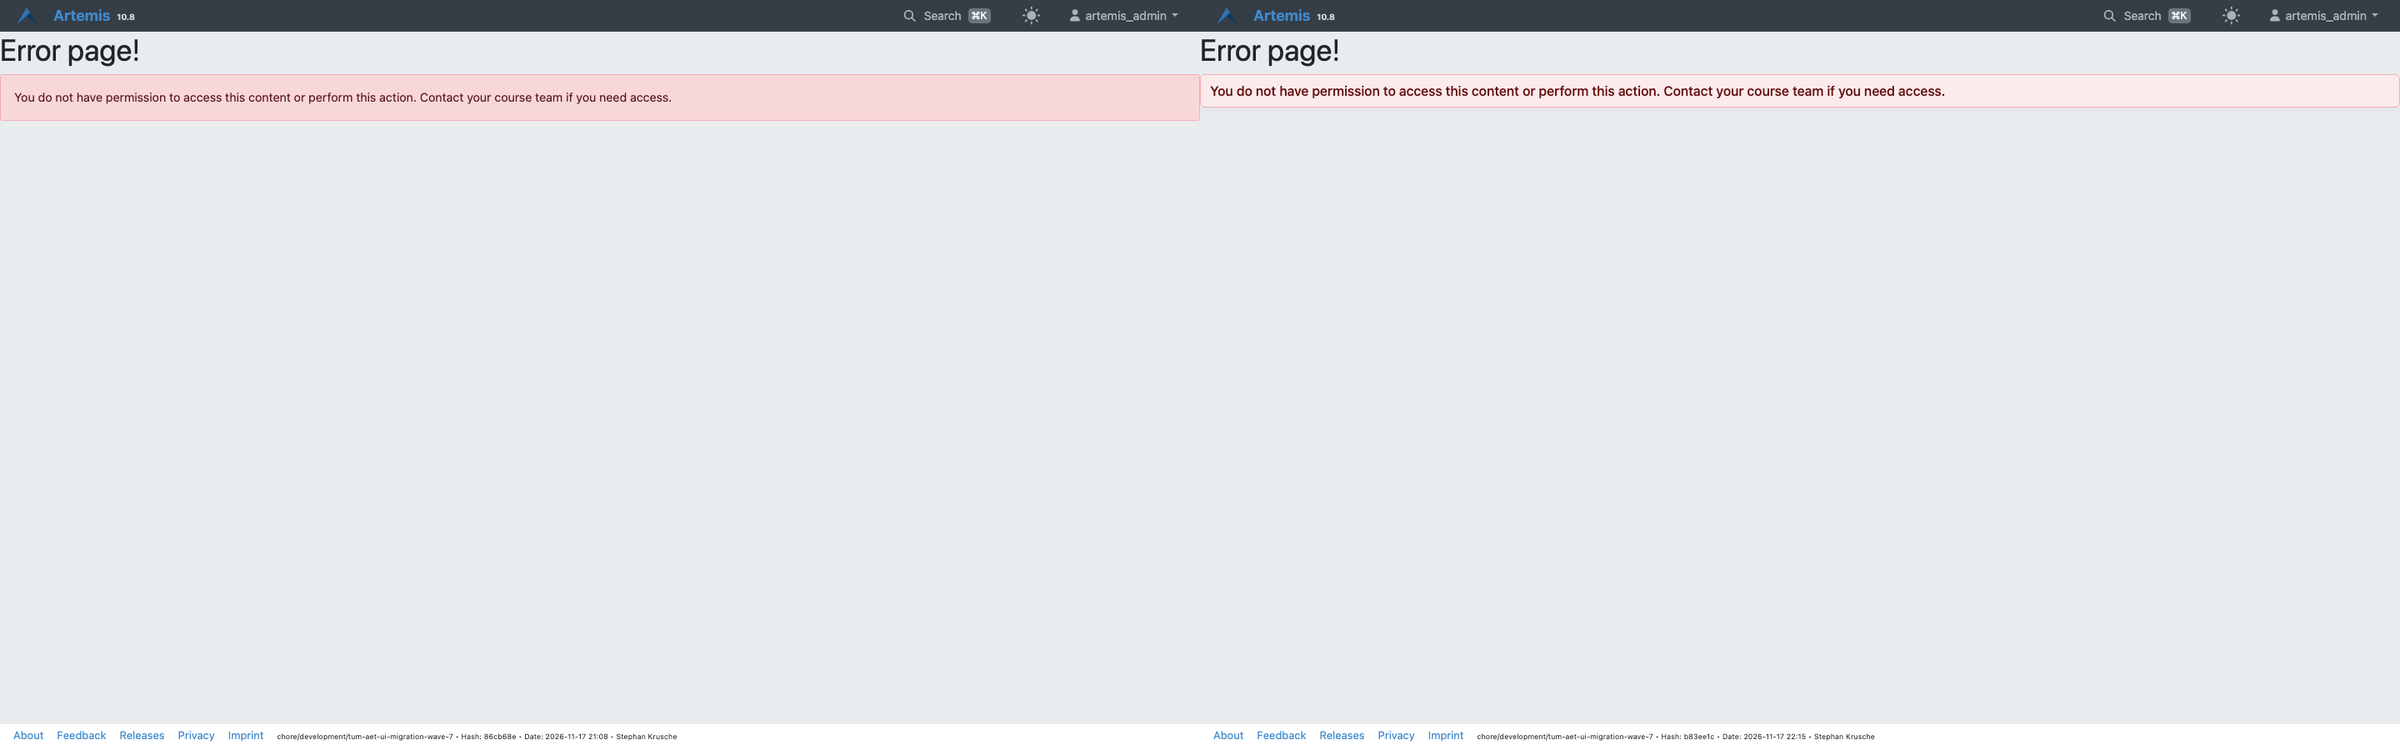 Artemis 10.8 Search ⌘K artemis_admin
Error page!
You do not have permission to access this content or perform this action. Contact your course team if you need access.
About Feedback Releases Privacy Imprint chore/development/tum-aet-ui-migration-wave-7 • Hash: 86cb68e • Date: 2026-11-17 21:08 • Stephan Krusche
Artemis 10.8 Search ⌘K artemis_admin
Error page!
You do not have permission to access this content or perform this action. Contact your course team if you need access.
About Feedback Releases Privacy Imprint chore/development/tum-aet-ui-migration-wave-7 • Hash: b83ee1c • Date: 2026-11-17 22:15 • Stephan Krusche